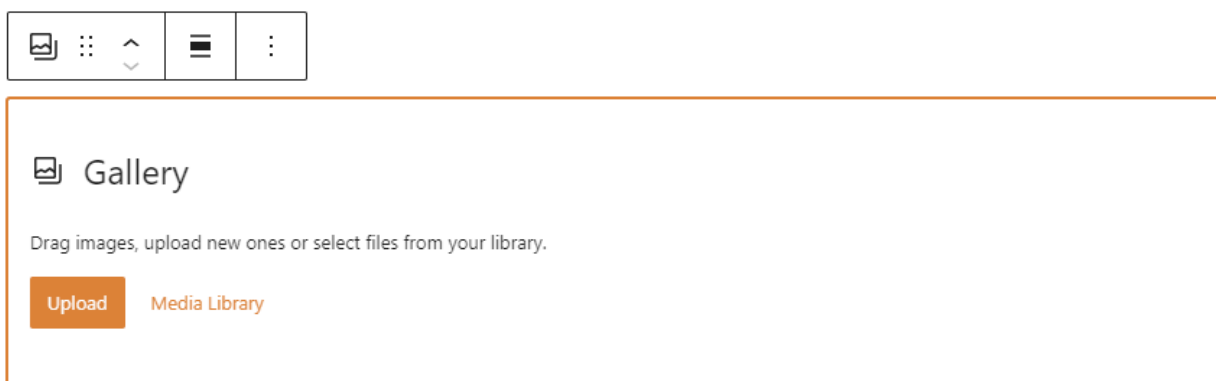 Gallery
Drag images, upload new ones or select files from your library.
Upload
Media Library